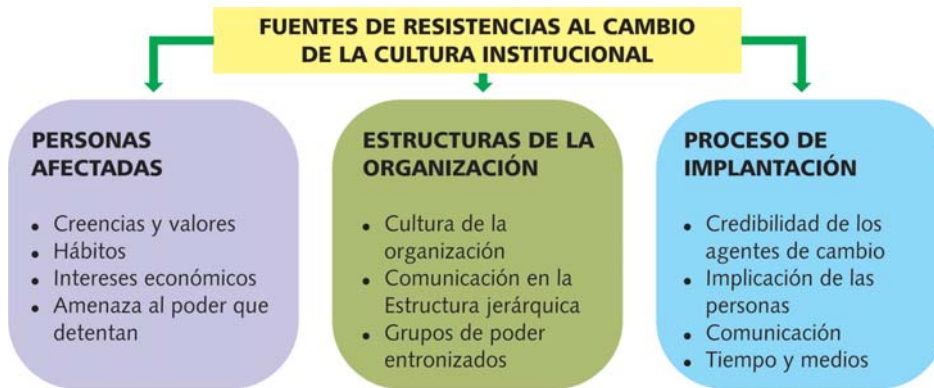 FUENTES DE RESISTENCIAS AL CAMBIO
DE LA CULTURA INSTITUCIONAL
PERSONAS
AFECTADAS
• Creencias y valores
• Hábitos
• Intereses económicos
• Amenaza al poder que
detentan
ESTRUCTURAS DE LA
ORGANIZACIÓN
• Cultura de la
organización
• Comunicación en la
Estructura jerárquica
• Grupos de poder
entronizados
PROCESO DE
IMPLANTACIÓN
• Credibilidad de los
agentes de cambio
• Implicación de las
personas
• Comunicación
• Tiempo y medios